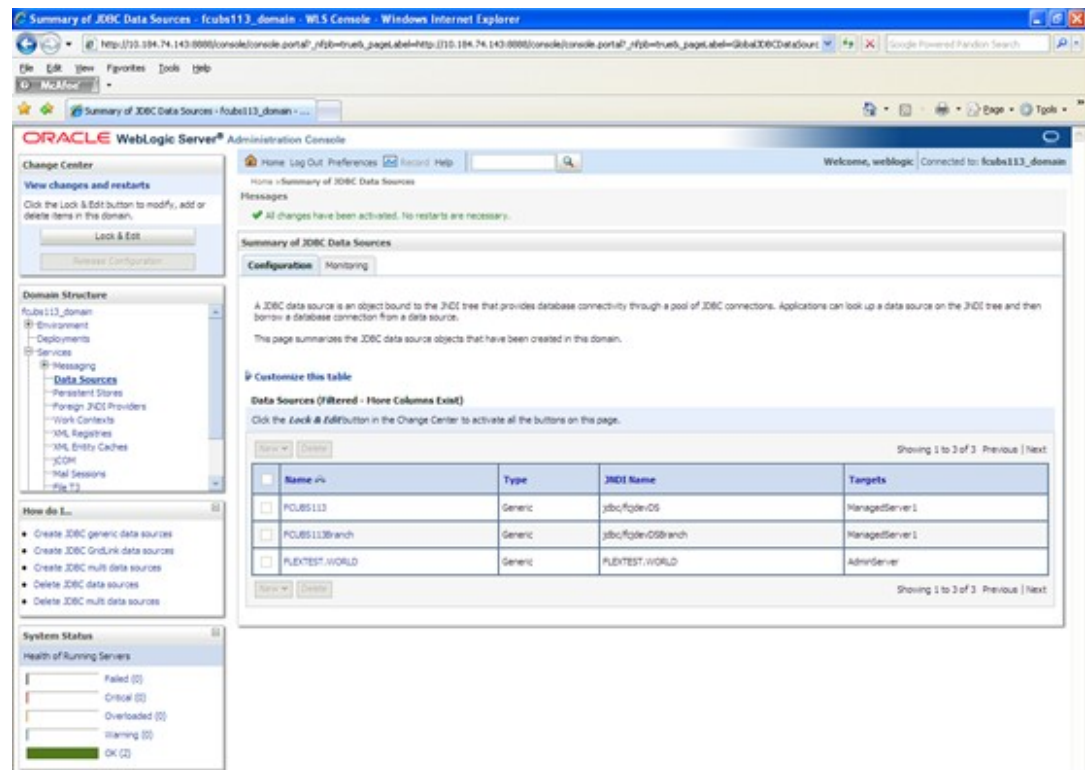 Summary of JDBC Data Sources - fcubs113_domain - WLS Console - Windows Internet Explorer
File Edit View Favorites Tools Help
McAfee
Summary of JDBC Data Sources - fcubs113_domain - ...
Page Tools
ORACLE WebLogic Server® Administration Console
Change Center
View changes and restarts
Click the Lock & Edit button to modify, add or
delete items in this domain.
Lock & Edit
Release Configuration
Domain Structure
fcubs113_domain
Environment
Deployments
Services
Messaging
Data Sources
Persistent Stores
Foreign JNDI Providers
Work Contexts
XML Registries
XML Entity Caches
jCOM
Mail Sessions
File T3
How do I...
Create JDBC generic data sources
Create JDBC GridLink data sources
Create JDBC multi data sources
Delete JDBC data sources
Delete JDBC multi data sources
System Status
Health of Running Servers
Failed (0)
Critical (0)
Overloaded (0)
Warning (0)
OK (2)
Home Log Out Preferences Record Help
Welcome, weblogic Connected to: fcubs113_domain
Home >Summary of JDBC Data Sources
Messages
All changes have been activated. No restarts are necessary.
Summary of JDBC Data Sources
Configuration Monitoring
A JDBC data source is an object bound to the JNDI tree that provides database connectivity through a pool of JDBC connections. Applications can look up a data source on the JNDI tree and then
borrow a database connection from a data source.
This page summarizes the JDBC data source objects that have been created in this domain.
Customize this table
Data Sources (Filtered - More Columns Exist)
Click the Lock & Edit button in the Change Center to activate all the buttons on this page.
New Delete Showing 1 to 3 of 3 Previous | Next
Name Type JNDI Name Targets
FCUBS113 Generic jdbc/fcjdevDS ManagedServer1
FCUBS113Branch Generic jdbc/fcjdevDSBranch ManagedServer1
FLEXTEST.WORLD Generic FLEXTEST.WORLD AdminServer
New Delete Showing 1 to 3 of 3 Previous | Next